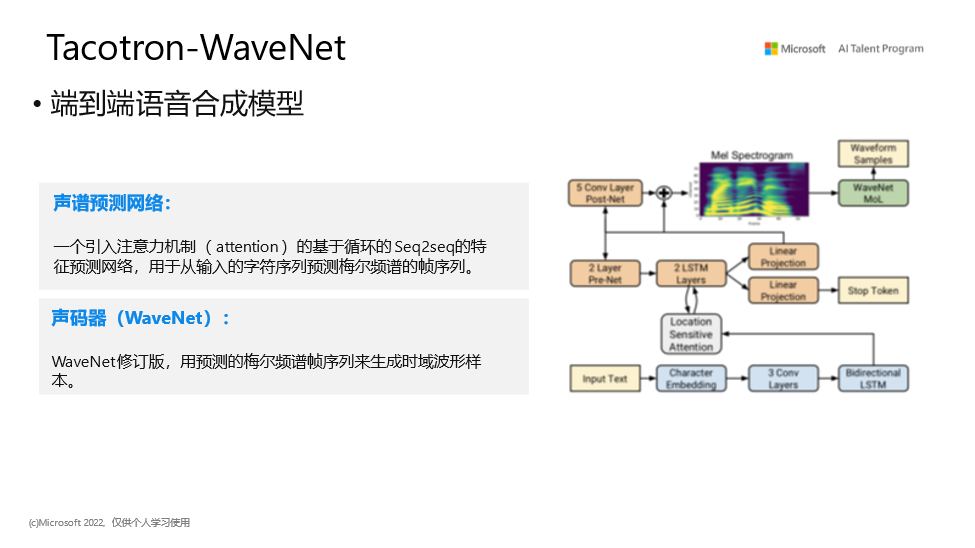 Tacotron-WaveNet
Microsoft AI Talent Program
• 端到端语音合成模型
声谱预测网络：
一个引入注意力机制（ attention ）的基于循环的 Seq2seq的特
征预测网络，用于从输入的字符序列预测梅尔频谱的帧序列。
声码器（WaveNet）：
WaveNet修订版，用预测的梅尔频谱帧序列来生成时域波形样
本。
Waveform
Samples
Mel Spectrogram
5 Conv Layer
Post-Net
WaveNet
MoL
Linear
Projection
2 Layer
Pre-Net
2 LSTM
Layers
Linear
Projection
Stop Token
Location
Sensitive
Attention
Input Text
Character
Embedding
3 Conv
Layers
Bidirectional
LSTM
(c)Microsoft 2022, 仅供个人学习使用